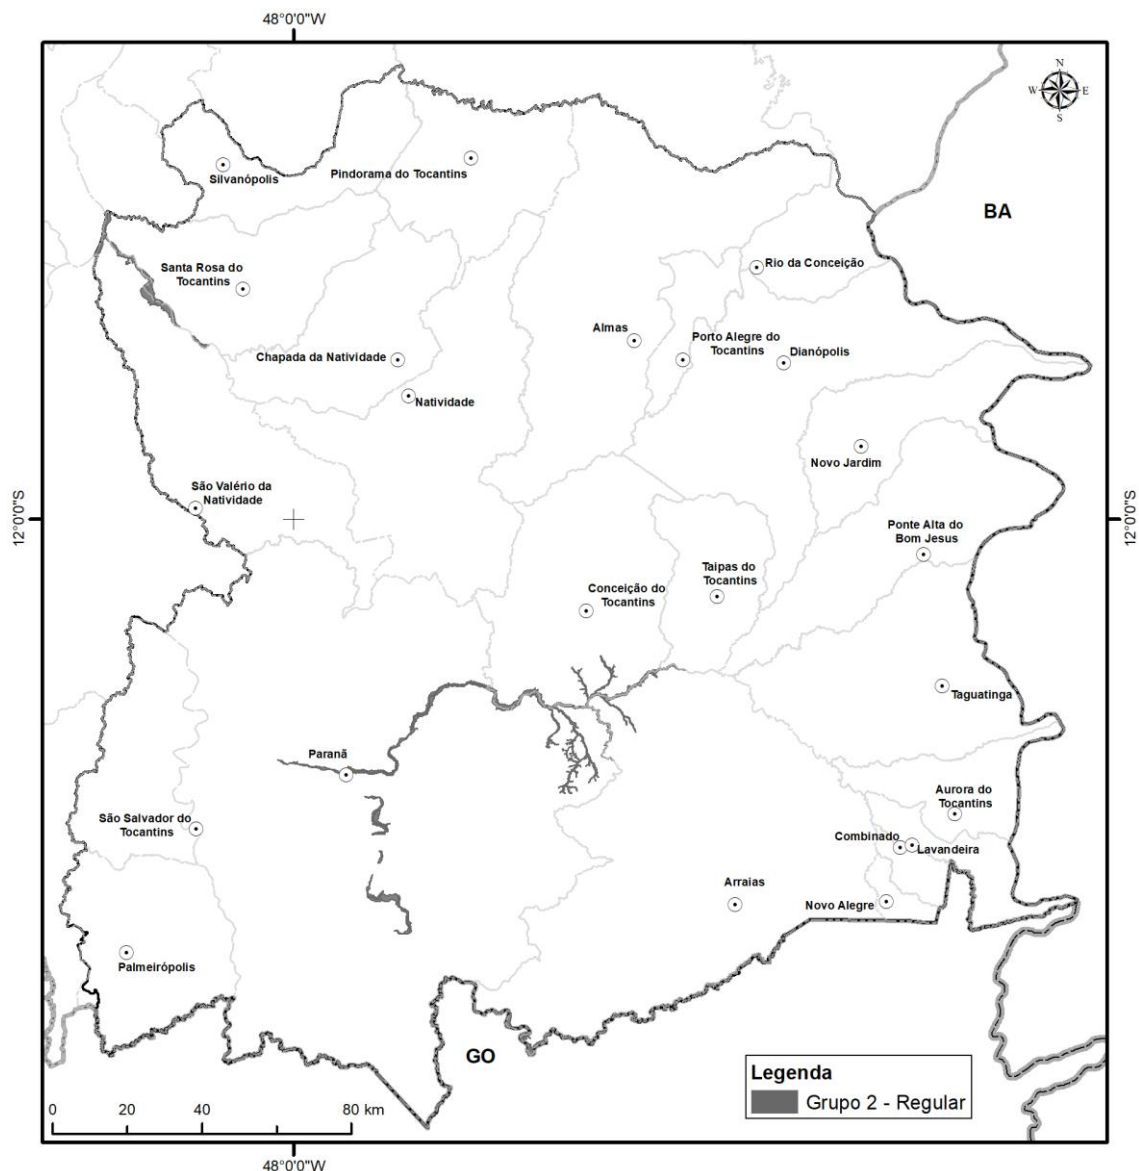 48°0'0"W
N
W
E
S
BA
Silvanópolis
Pindorama do Tocantins
Santa Rosa do
Tocantins
Rio da Conceição
Almas
Porto Alegre do
Tocantins
Dianópolis
Chapada da Natividade
Natividade
Novo Jardim
São Valério da
Natividade
12°0'0"S
12°0'0"S
Ponte Alta do
Bom Jesus
Taipas do
Tocantins
Conceição do
Tocantins
Taguatinga
Paranã
Aurora do
Tocantins
São Salvador do
Tocantins
Combinado
Lavandeira
Arraias
Novo Alegre
Palmeirópolis
GO
Legenda
Grupo 2 - Regular
0 20 40 80 km
48°0'0"W